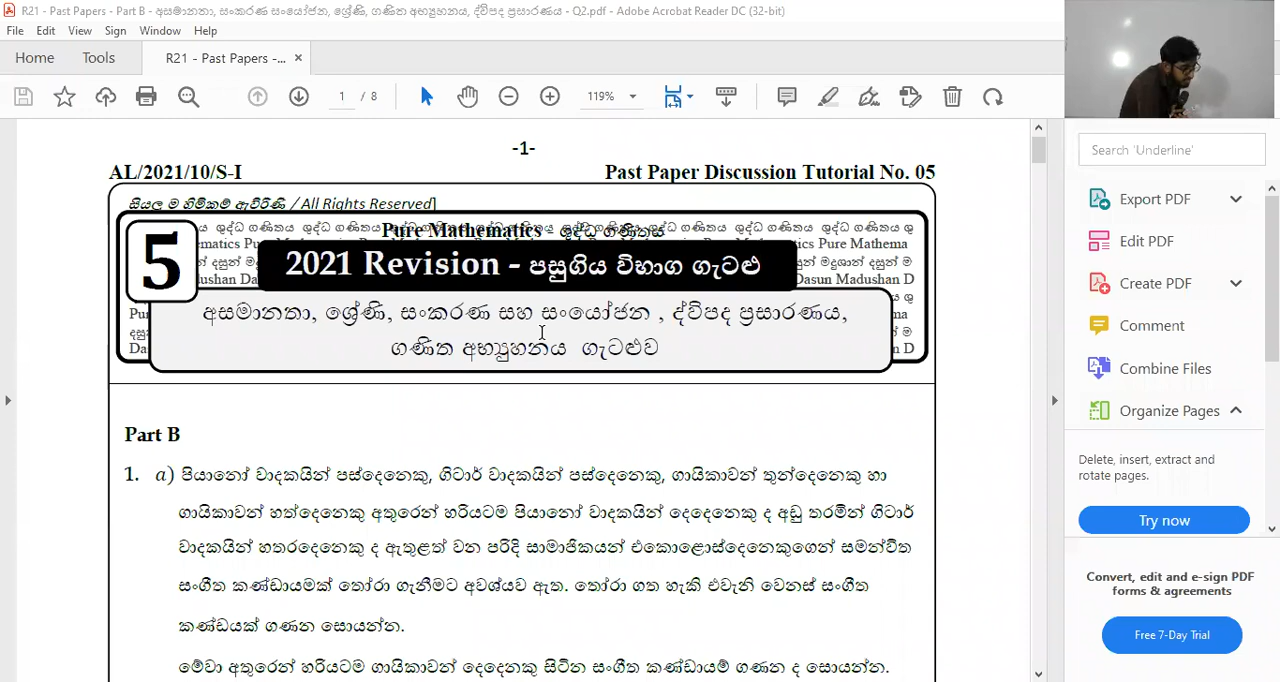 R21 - Past Papers - Part B - අසමානතා, සංකරණ සංයෝජන, ශ්‍රේණි, ගණිත අභ්‍යුහනය, ද්විපද ප්‍රසාරණය - Q2.pdf - Adobe Acrobat Reader DC (32-bit)
File Edit View Sign Window Help
Home Tools R21 - Past Papers -... ×
1 / 8 119%
-1-
AL/2021/10/S-I Past Paper Discussion Tutorial No. 05
සියලු ම හිමිකම් ඇවිරිණි / All Rights Reserved]
Pure Mathematics - ශුද්ධ ගණිතය
5
2021 Revision - පසුගිය විභාග ගැටළු
අසමානතා, ශ්‍රේණි, සංකරණ සහ සංයෝජන , ද්විපද ප්‍රසාරණය,
ගණිත අභ්‍යුහනය ගැටළුව
Part B
1. a) පියානෝ වාදකයින් පස්දෙනෙකු, ගිටාර් වාදකයින් පස්දෙනෙකු, ගායිකාවන් තුන්දෙනෙකු හා
ගායිකාවන් හත්දෙනෙකු අතුරෙන් හරියටම පියානෝ වාදකයින් දෙදෙනෙකු ද අඩු තරමින් ගිටාර්
වාදකයින් හතරදෙනෙකු ද ඇතුළත් වන පරිදි සාමාජිකයන් එකොළොස්දෙනෙකුගෙන් සමන්විත
සංගීත කණ්ඩායමක් තෝරා ගැනීමට අවශ්‍යව ඇත. තෝරා ගත හැකි එවැනි වෙනස් සංගීත
කණ්ඩයක් ගණන සොයන්න.
මේවා අතුරෙන් හරියටම ගායිකාවන් දෙදෙනකු සිටින සංගීත කණ්ඩායම් ගණන ද සොයන්න.
Search 'Underline'
Export PDF
Edit PDF
Create PDF
Comment
Combine Files
Organize Pages
Delete, insert, extract and
rotate pages.
Try now
Convert, edit and e-sign PDF
forms & agreements
Free 7-Day Trial